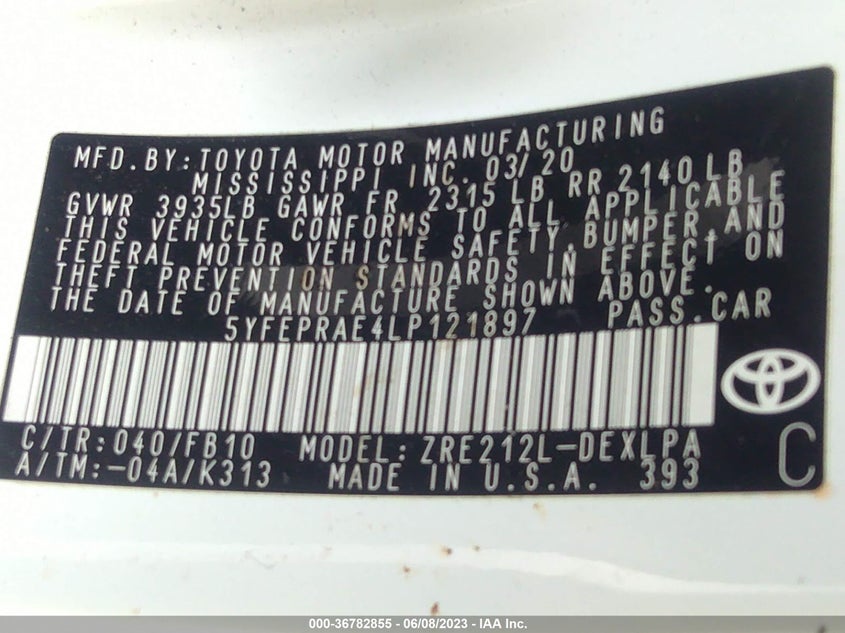 MFD.BY:TOYOTA MOTOR MANUFACTURING
MISSISSIPPI INC. 03/20
GVWR 3935LB GAWR FR 2315 LB RR 2140LB
THIS VEHICLE CONFORMS TO ALL APPLICABLE
FEDERAL MOTOR VEHICLE SAFETY,BUMPER,AND
THEFT PREVENTION STANDARDS IN EFFECT ON
THE DATE OF MANUFACTURE SHOWN ABOVE.
5YFEPRAE4LP121897 PASS.CAR
C/TR:040/FB10 MODEL:ZRE212L-DEXLPA
A/TM:-04A/K313 MADE IN U.S.A. 393
C
000-36782855 | 06/08/2023 | IAA Inc.